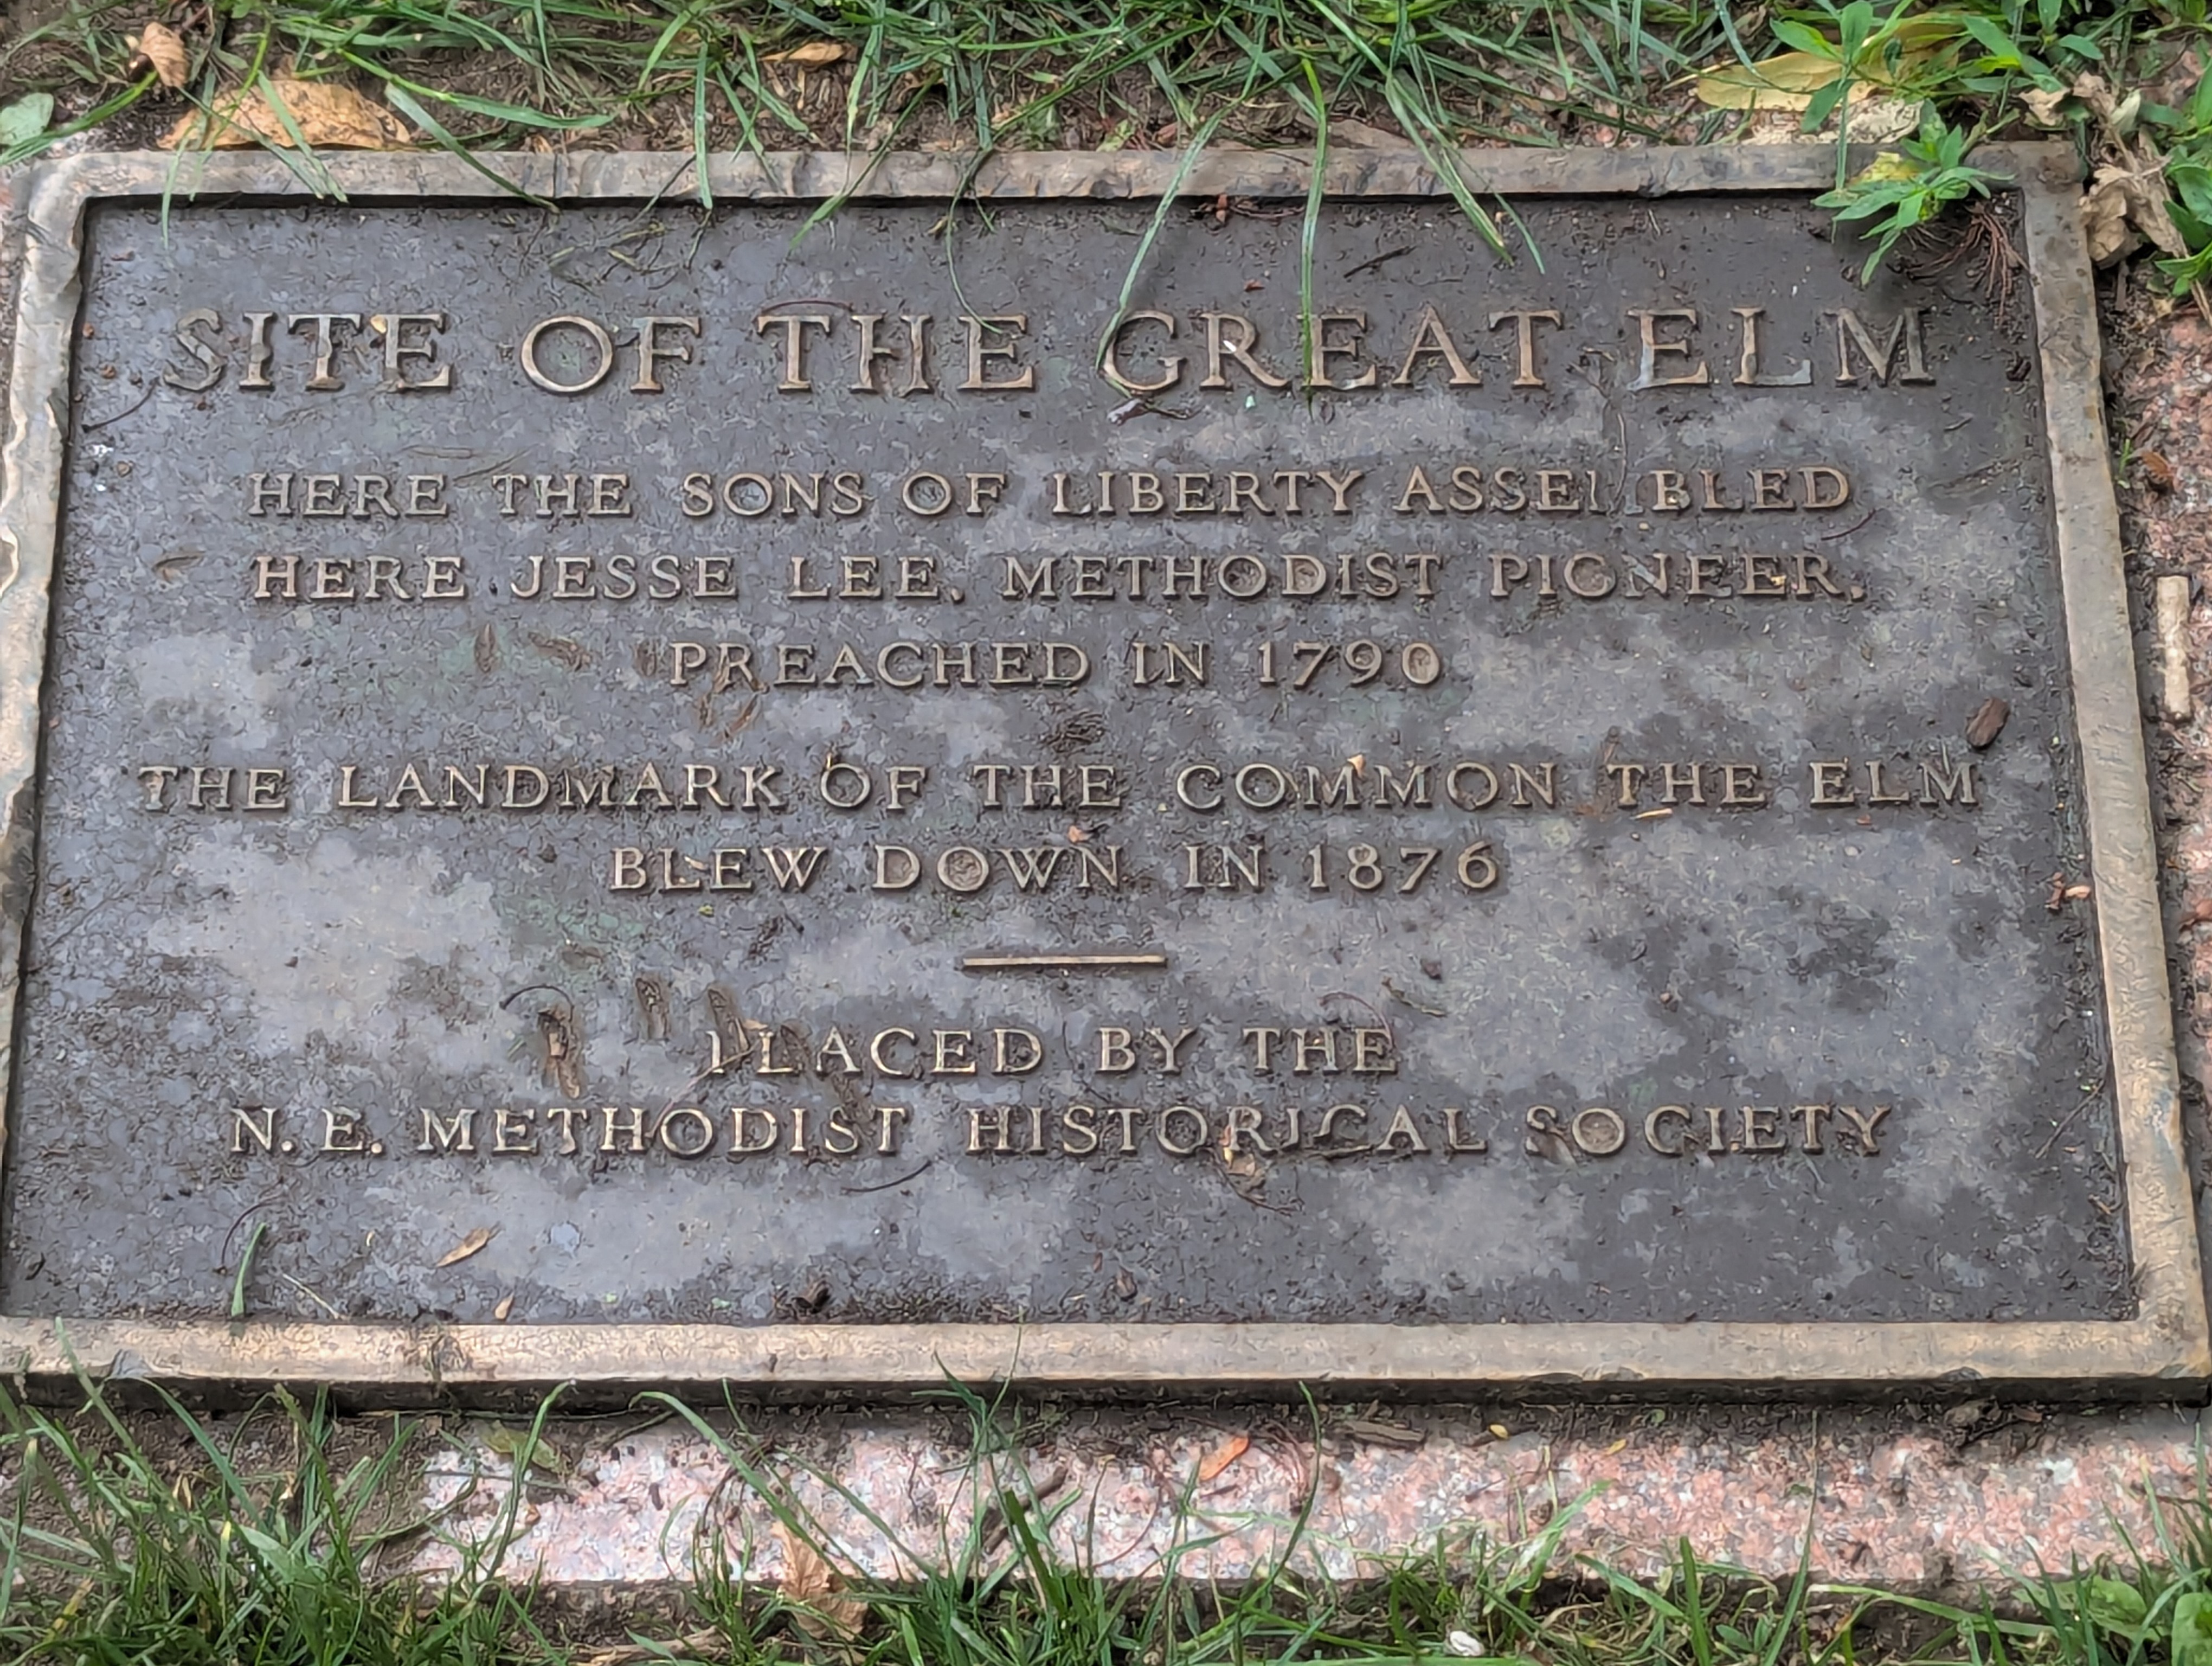 SITE OF THE GREAT ELM
HERE THE SONS OF LIBERTY ASSEMBLED
HERE JESSE LEE, METHODIST PIONEER,
PREACHED IN 1790
THE LANDMARK OF THE COMMON THE ELM
BLEW DOWN IN 1876
PLACED BY THE
N. E. METHODIST HISTORICAL SOCIETY